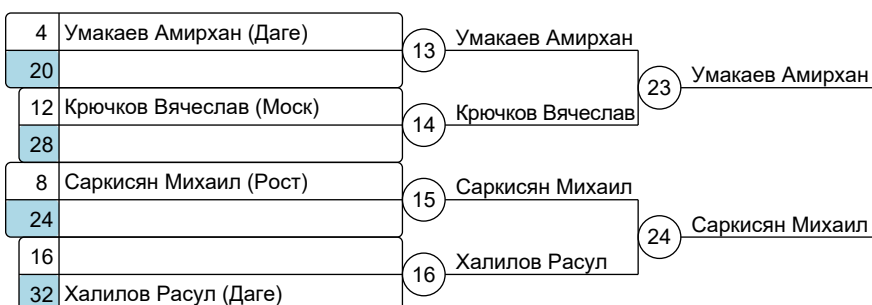 4 Умакаев Амирхан (Даге)
20
12 Крючков Вячеслав (Моск)
28
8 Саркисян Михаил (Рост)
24
16
32 Халилов Расул (Даге)
13 Умакаев Амирхан
14 Крючков Вячеслав
15 Саркисян Михаил
16 Халилов Расул
23 Умакаев Амирхан
24 Саркисян Михаил